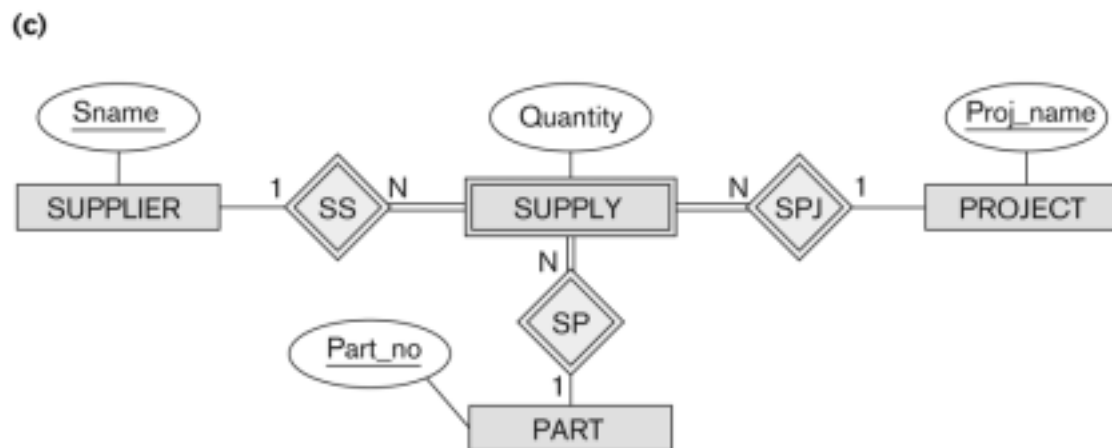 (c)
Sname
Quantity
Proj_name
SUPPLIER
1
SS
N
SUPPLY
N
SPJ
1
PROJECT
N
SP
Part_no
1
PART